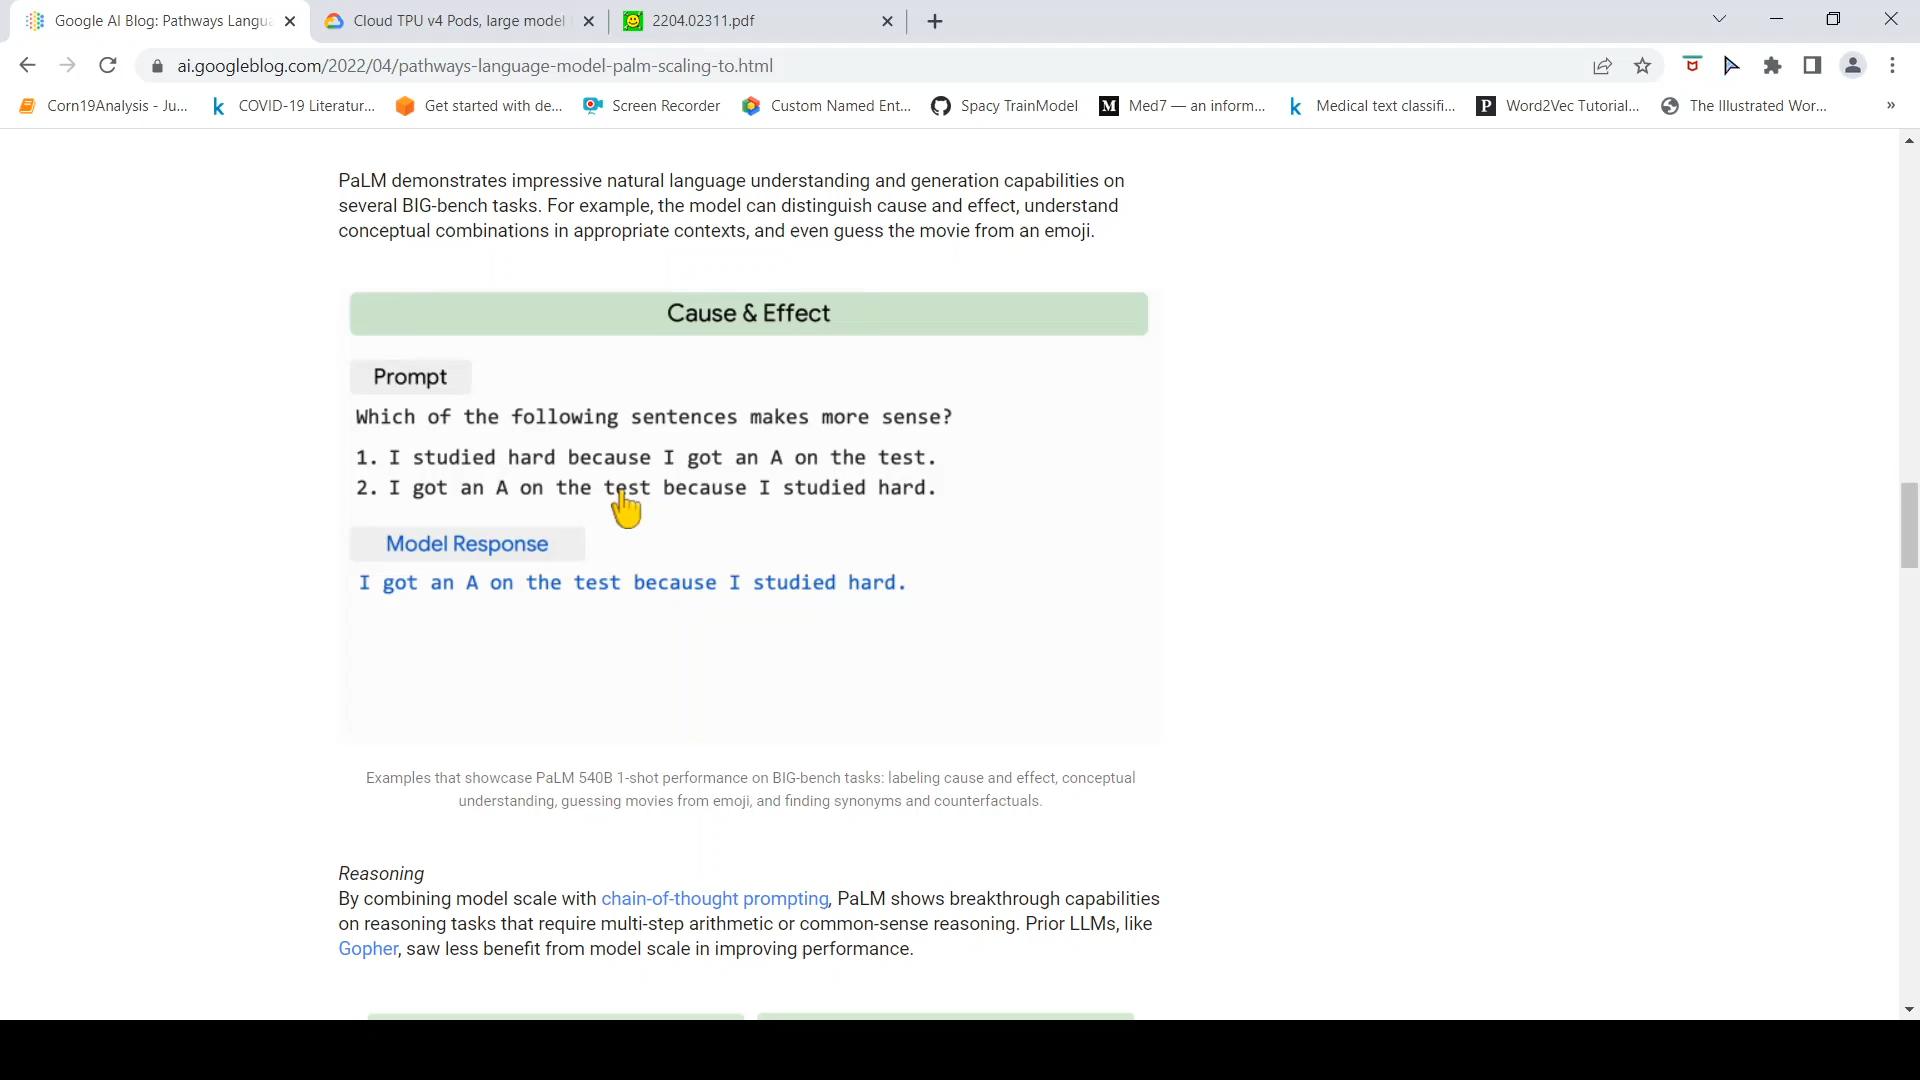 Google AI Blog: Pathways Langua
Cloud TPU v4 Pods, large model
2204.02311.pdf
ai.googleblog.com/2022/04/pathways-language-model-palm-scaling-to.html
Corn19Analysis - Ju...
COVID-19 Literatur...
Get started with de...
Screen Recorder
Custom Named Ent...
Spacy TrainModel
Med7 — an inform...
Medical text classifi...
Word2Vec Tutorial...
The Illustrated Wor...
PaLM demonstrates impressive natural language understanding and generation capabilities on
several BIG-bench tasks. For example, the model can distinguish cause and effect, understand
conceptual combinations in appropriate contexts, and even guess the movie from an emoji.
Cause & Effect
Prompt
Which of the following sentences makes more sense?
1. I studied hard because I got an A on the test.
2. I got an A on the test because I studied hard.
Model Response
I got an A on the test because I studied hard.
Examples that showcase PaLM 540B 1-shot performance on BIG-bench tasks: labeling cause and effect, conceptual
understanding, guessing movies from emoji, and finding synonyms and counterfactuals.
Reasoning
By combining model scale with chain-of-thought prompting, PaLM shows breakthrough capabilities
on reasoning tasks that require multi-step arithmetic or common-sense reasoning. Prior LLMs, like
Gopher, saw less benefit from model scale in improving performance.